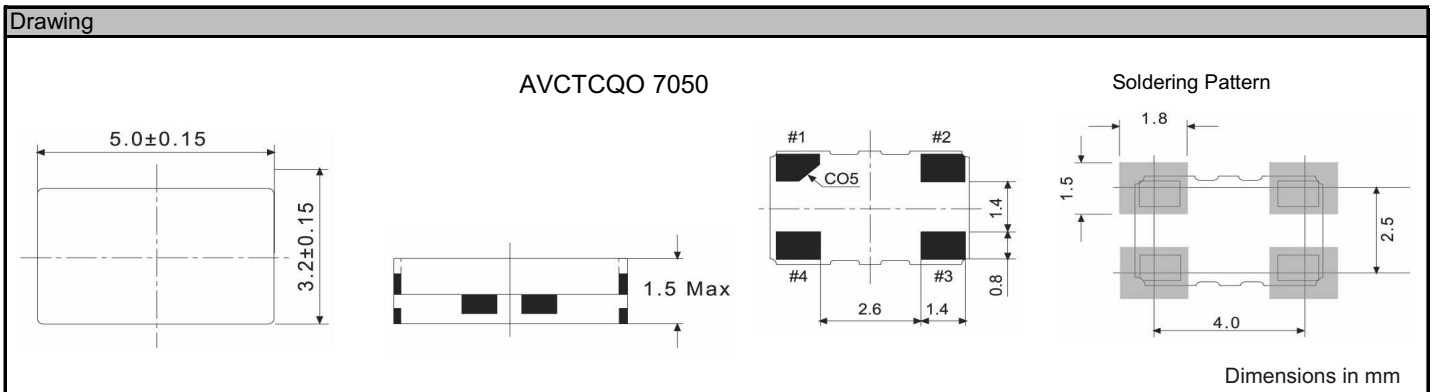 Drawing
AVCTCQO 7050
Soldering Pattern
5.0±0.15
3.2±0.15
1.5 Max
#1
#2
CO5
1.4
#4
#3
0.8
2.6
1.4
1.8
1.5
2.5
4.0
Dimensions in mm